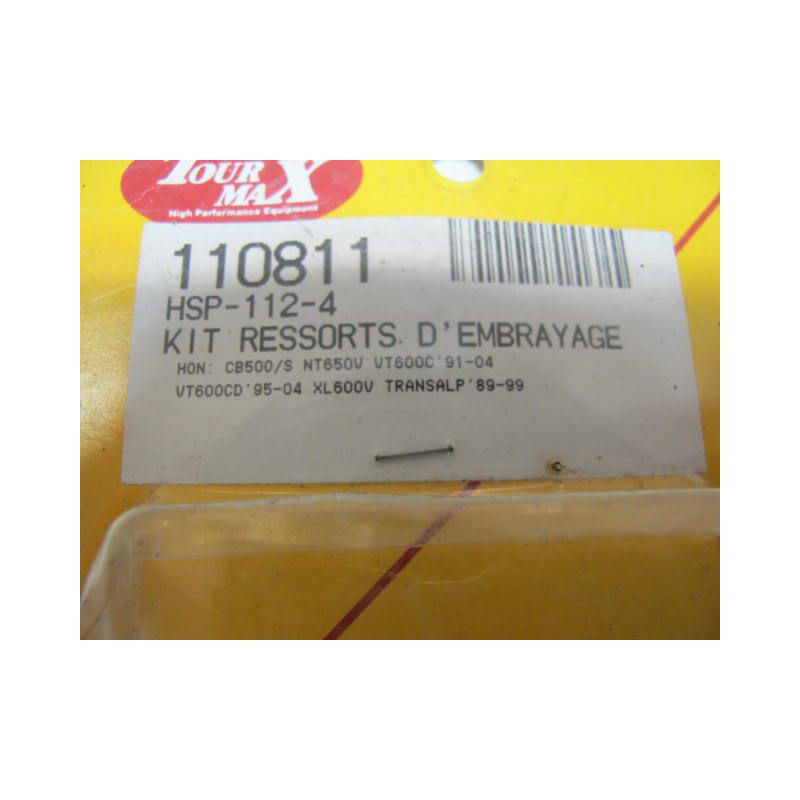 TOUR
MAX
High Performance Equipment
110811
HSP-112-4
KIT RESSORTS D'EMBRAYAGE
HON: CB500/S NT650V VT600C'91-04
VT600CD'95-04 XL600V TRANSALP'89-99